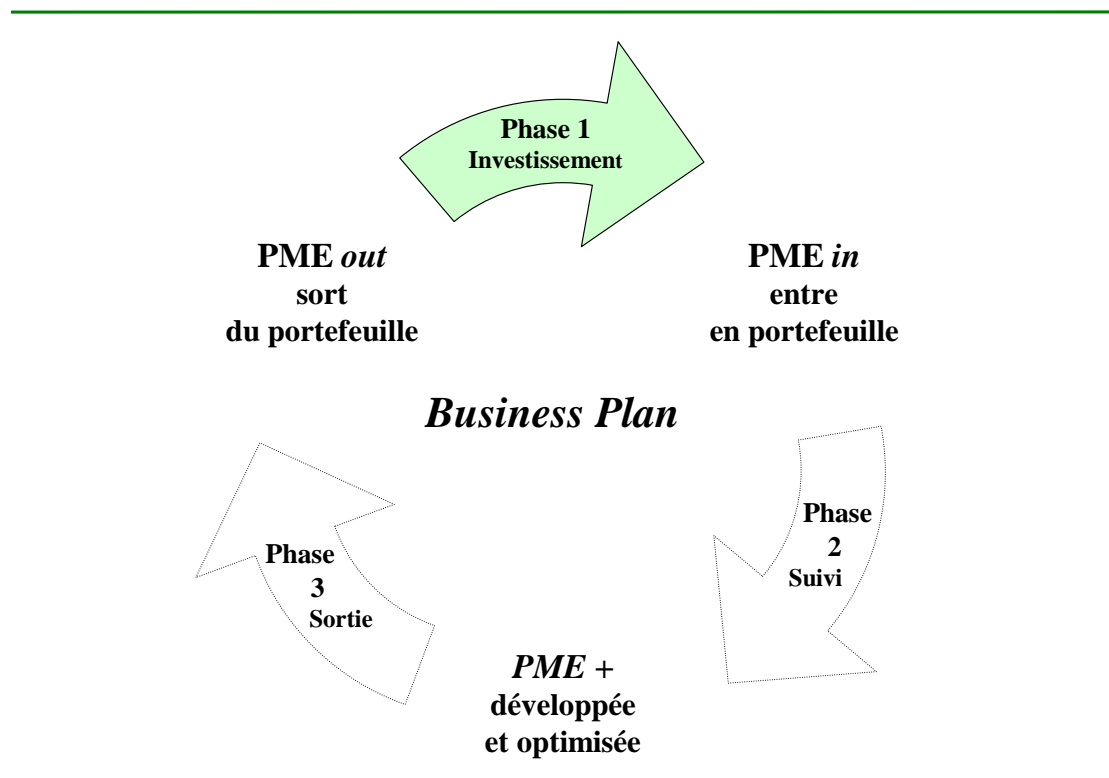 Phase 1
Investissement
PME out
sort
du portefeuille
PME in
entre
en portefeuille
Business Plan
Phase
2
Suivi
Phase
3
Sortie
PME +
développée
et optimisée